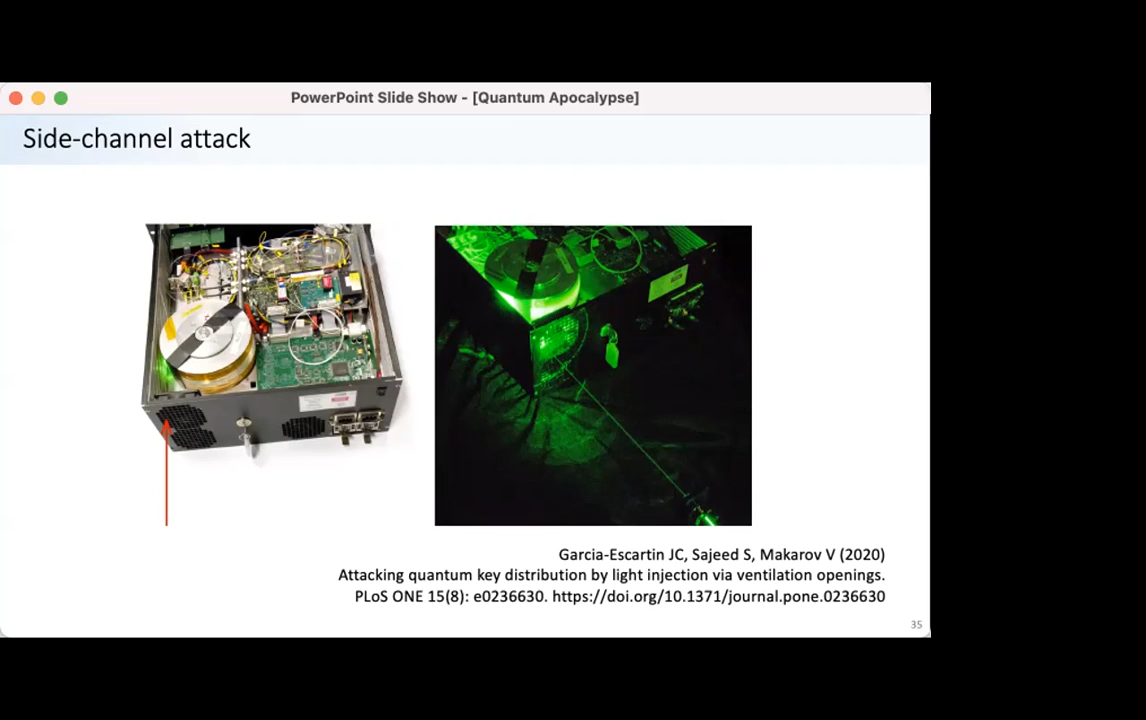 PowerPoint Slide Show - [Quantum Apocalypse]
Side-channel attack
Garcia-Escartin JC, Sajeed S, Makarov V (2020)
Attacking quantum key distribution by light injection via ventilation openings.
PLoS ONE 15(8): e0236630. https://doi.org/10.1371/journal.pone.0236630
35